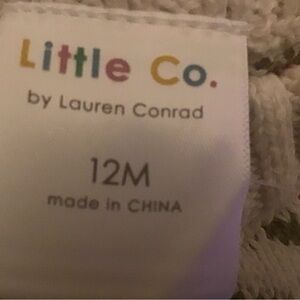 Little Co.
by Lauren Conrad
12M
made in CHINA